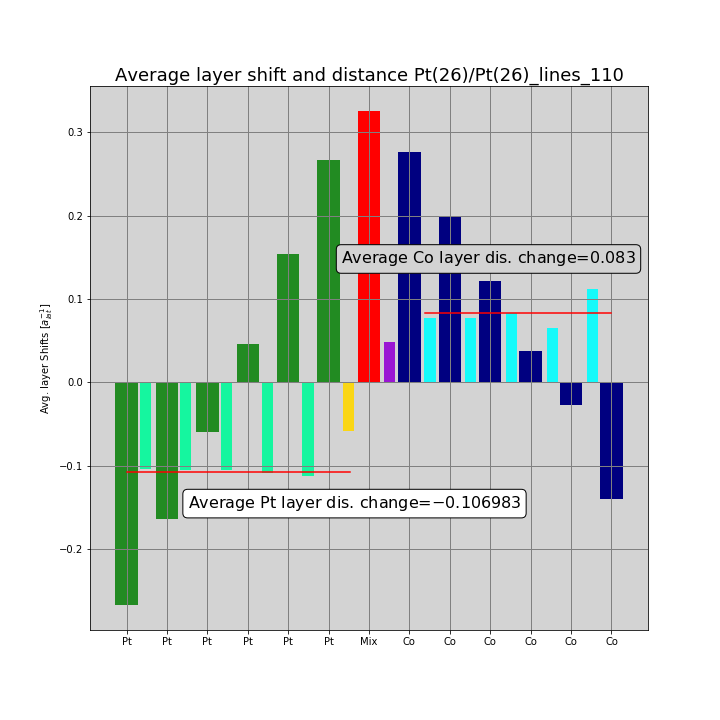 Average layer shift and distance Pt(26)/Pt(26)_lines_110
Avg. layer Shifts [a_{lat}^{-1}]
0.3
0.2
0.1
0.0
−0.1
−0.2
Average Co layer dis. change=0.083
Average Pt layer dis. change=−0.106983
Pt Pt Pt Pt Pt Pt Mix Co Co Co Co Co Co